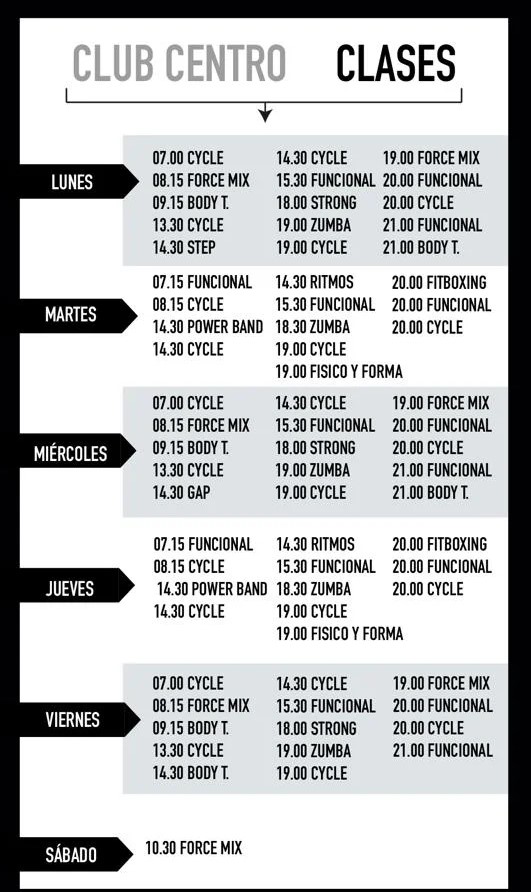 CLUB CENTRO CLASES
LUNES
07.00 CYCLE
08.15 FORCE MIX
09.15 BODY T.
13.30 CYCLE
14.30 STEP
14.30 CYCLE
15.30 FUNCIONAL
18.00 STRONG
19.00 ZUMBA
19.00 CYCLE
19.00 FORCE MIX
20.00 FUNCIONAL
20.00 CYCLE
21.00 FUNCIONAL
21.00 BODY T.
MARTES
07.15 FUNCIONAL
08.15 CYCLE
14.30 POWER BAND
14.30 CYCLE
14.30 RITMOS
15.30 FUNCIONAL
18.30 ZUMBA
19.00 CYCLE
19.00 FISICO Y FORMA
20.00 FITBOXING
20.00 FUNCIONAL
20.00 CYCLE
MIÉRCOLES
07.00 CYCLE
08.15 FORCE MIX
09.15 BODY T.
13.30 CYCLE
14.30 GAP
14.30 CYCLE
15.30 FUNCIONAL
18.00 STRONG
19.00 ZUMBA
19.00 CYCLE
19.00 FORCE MIX
20.00 FUNCIONAL
20.00 CYCLE
21.00 FUNCIONAL
21.00 BODY T.
JUEVES
07.15 FUNCIONAL
08.15 CYCLE
14.30 POWER BAND
14.30 CYCLE
14.30 RITMOS
15.30 FUNCIONAL
18.30 ZUMBA
19.00 CYCLE
19.00 FISICO Y FORMA
20.00 FITBOXING
20.00 FUNCIONAL
20.00 CYCLE
VIERNES
07.00 CYCLE
08.15 FORCE MIX
09.15 BODY T.
13.30 CYCLE
14.30 BODY T.
14.30 CYCLE
15.30 FUNCIONAL
18.00 STRONG
19.00 ZUMBA
19.00 CYCLE
19.00 FORCE MIX
20.00 FUNCIONAL
20.00 CYCLE
21.00 FUNCIONAL
SÁBADO
10.30 FORCE MIX